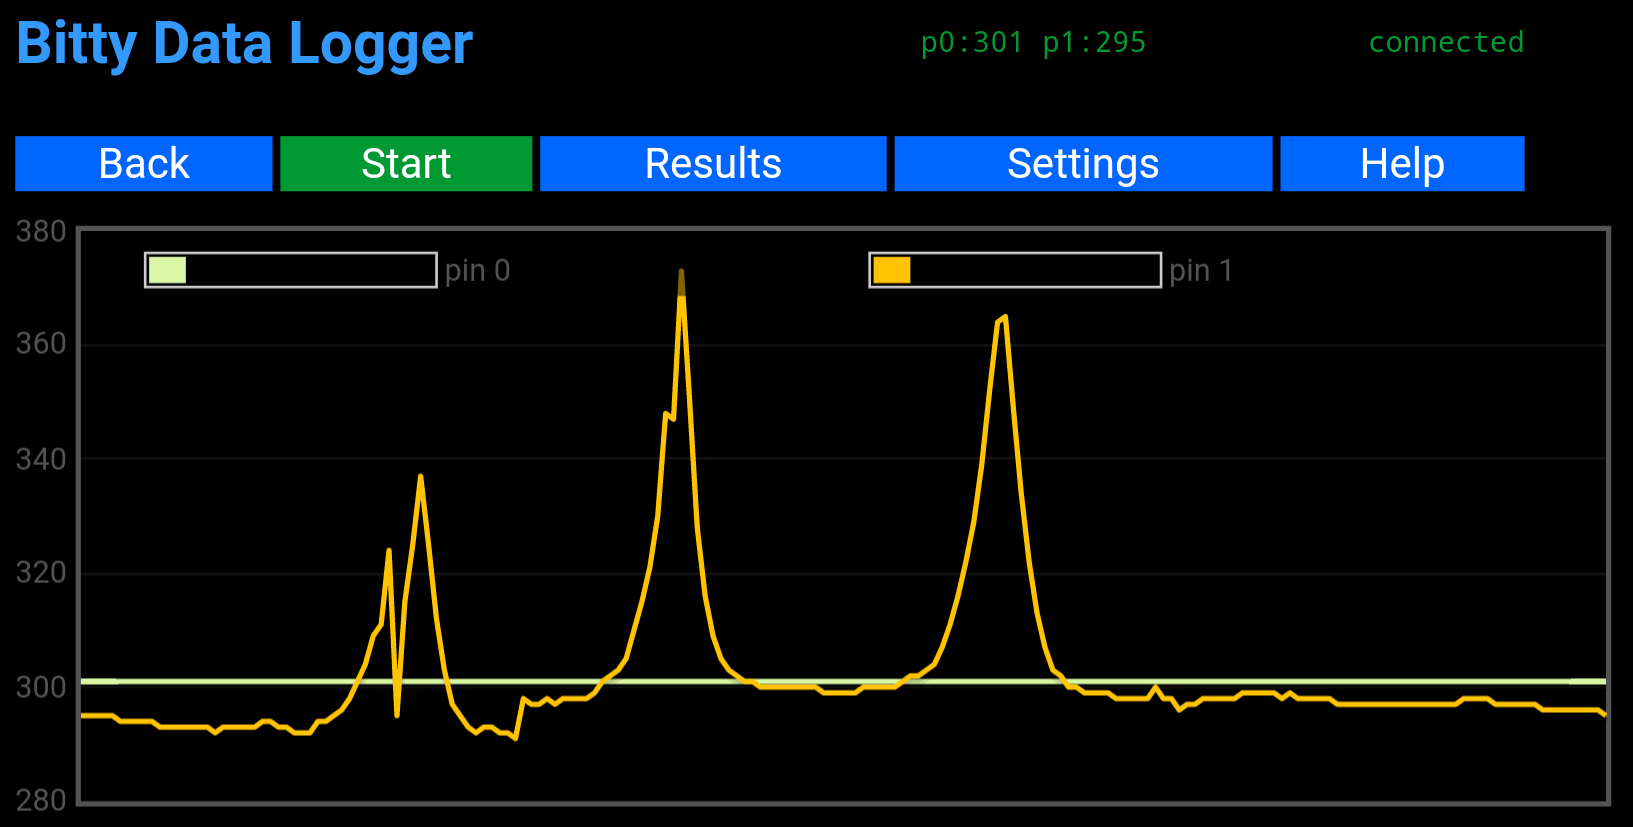 Bitty Data Logger
p0:301 p1:295
connected
Back Start Results Settings Help
380
pin 0 pin 1
360
340
320
300
280